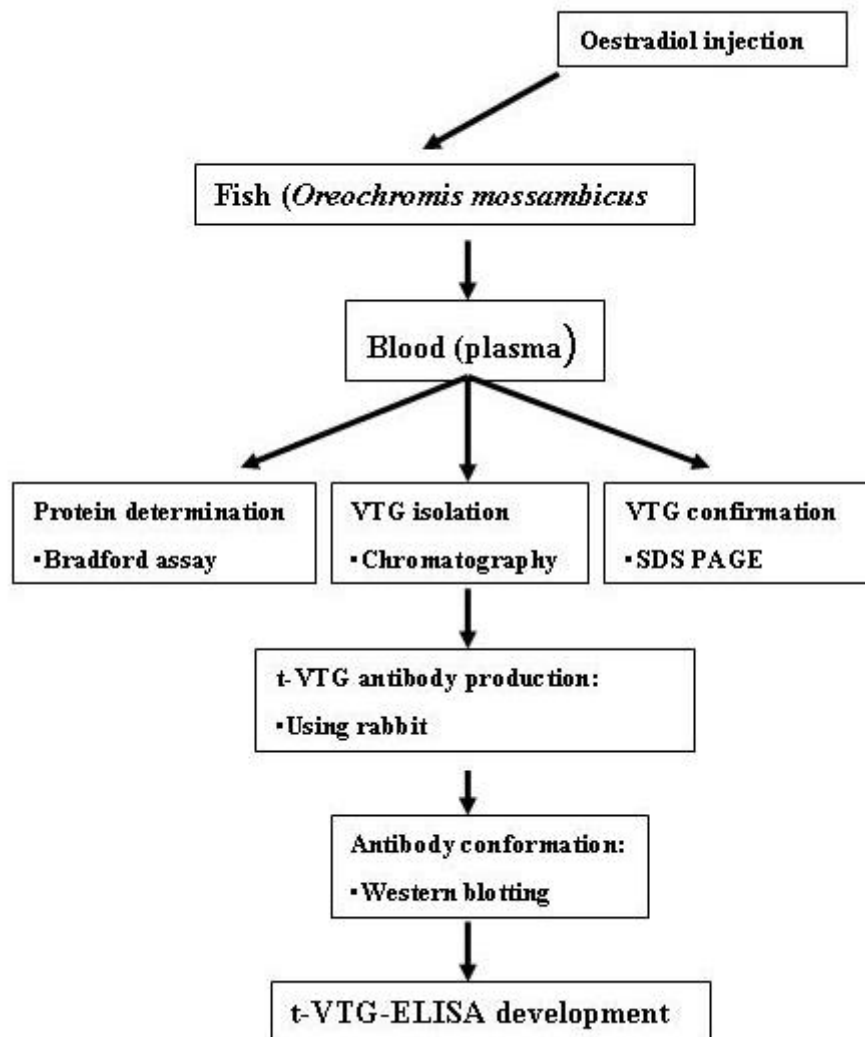 Oestradiol injection
Fish (Oreochromis mossambicus
Blood (plasma)
Protein determination
▪Bradford assay
VTG isolation
▪Chromatography
VTG confirmation
▪SDS PAGE
t-VTG antibody production:
▪Using rabbit
Antibody conformation:
▪Western blotting
t-VTG-ELISA development